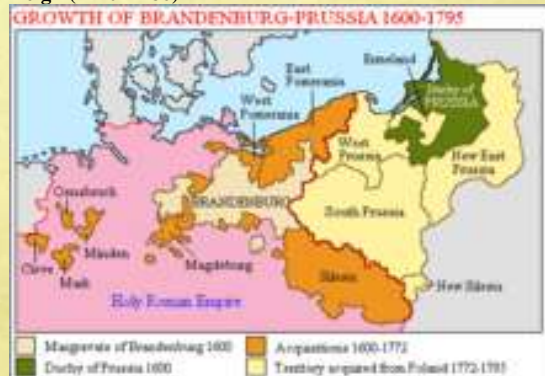 GROWTH OF BRANDENBURG-PRUSSIA 1600-1795
Ermeland
East
Pomerania
Duchy of
PRUSSIA
West
Pomerania
West
Prussia
New East
Prussia
Osnabruck
BRANDENBURG
South Prussia
Minden
Cleve
Mark
Magdeburg
Silesia
New Silesia
Holy Roman Empire
Margravate of Brandenburg 1600
Acquisitions 1600-1772
Duchy of Prussia 1600
Territory acquired from Poland 1772-1795